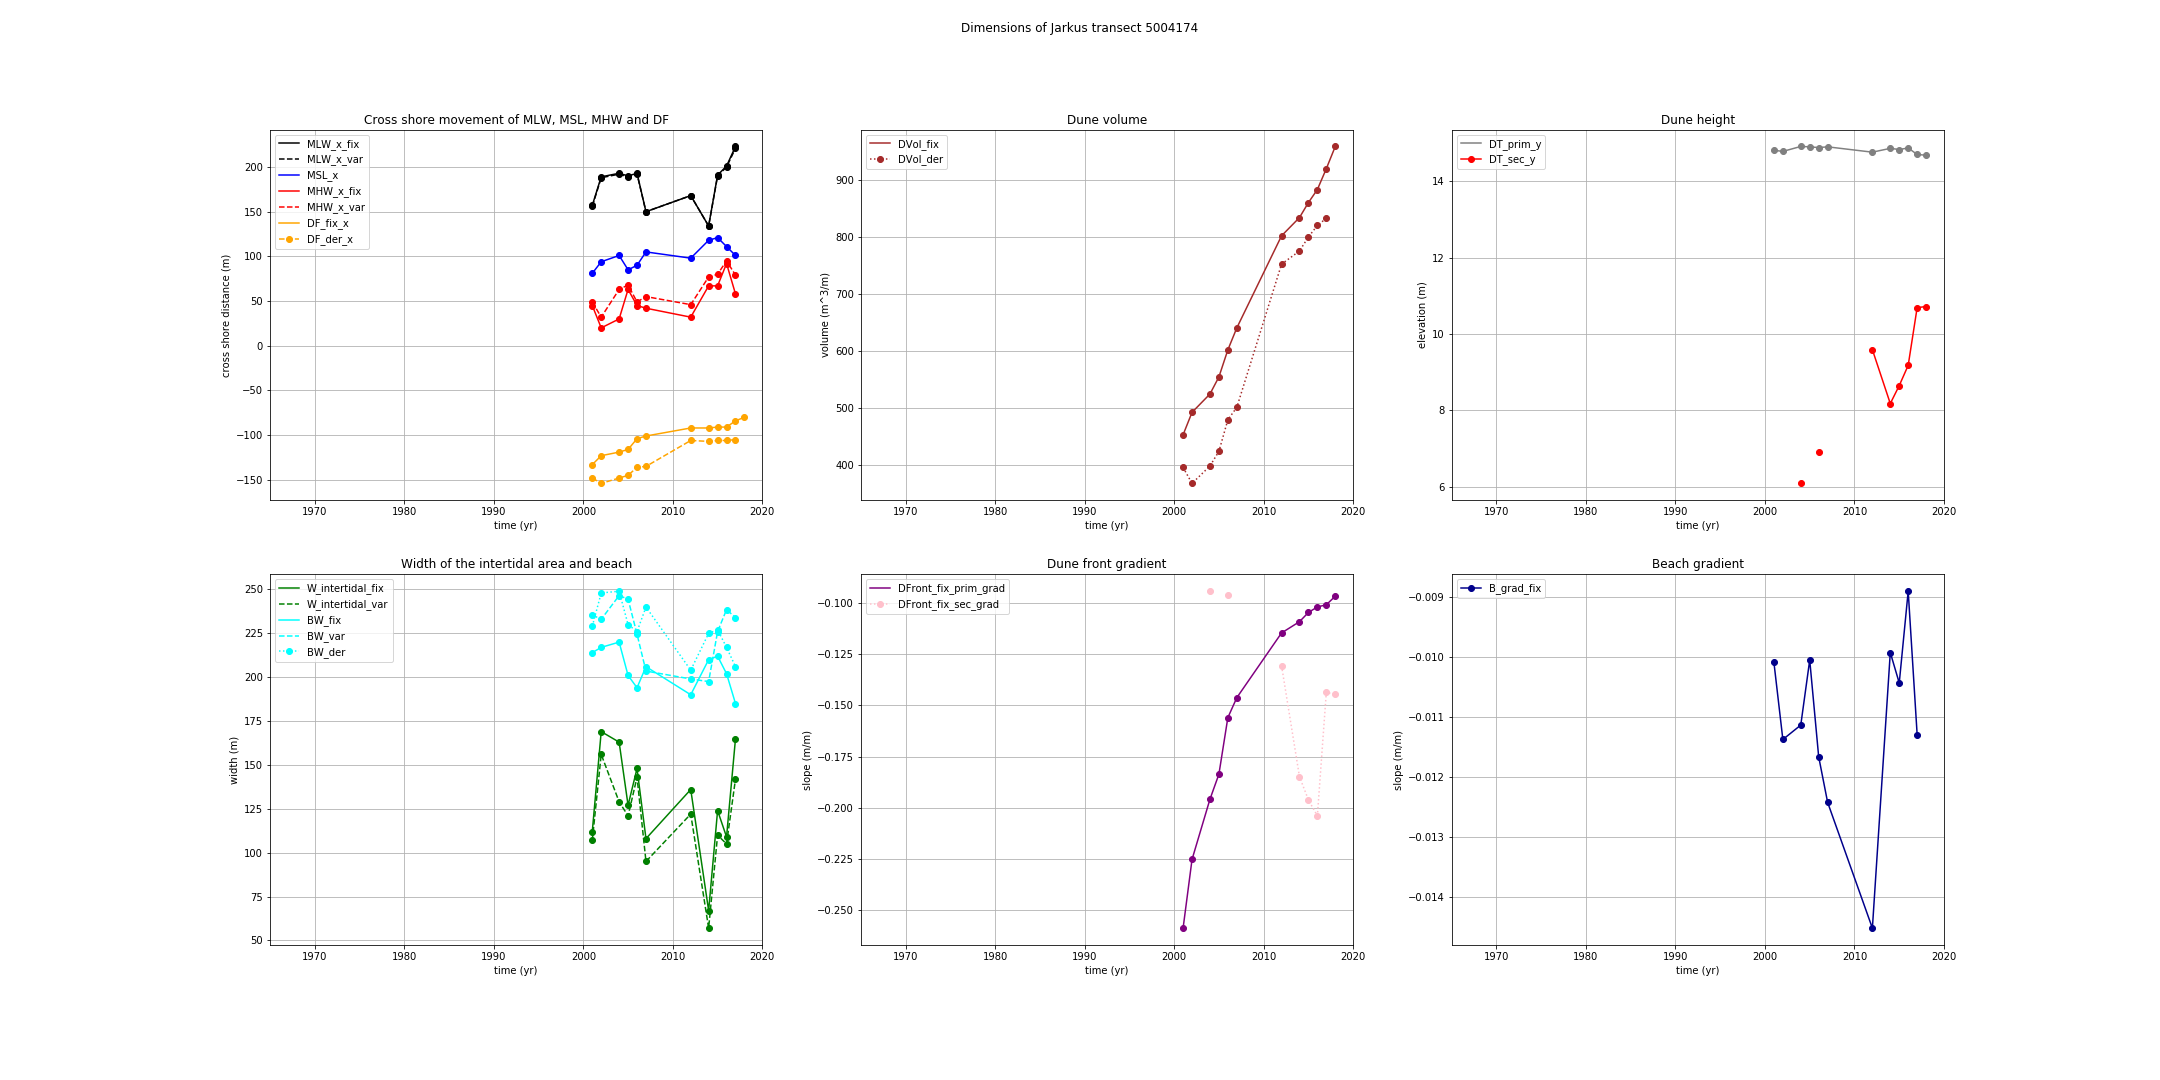 Dimensions of Jarkus transect 5004174
Cross shore movement of MLW, MSL, MHW and DF
MLW_x_fix
MLW_x_var
MSL_x
MHW_x_fix
MHW_x_var
DF_fix_x
DF_der_x
200
150
100
50
0
−50
−100
−150
cross shore distance (m)
1970 1980 1990 2000 2010 2020
time (yr)
Dune volume
DVol_fix
DVol_der
900
800
700
600
500
400
volume (m^3/m)
1970 1980 1990 2000 2010 2020
time (yr)
Dune height
DT_prim_y
DT_sec_y
14
12
10
8
6
elevation (m)
1970 1980 1990 2000 2010 2020
time (yr)
Width of the intertidal area and beach
W_intertidal_fix
W_intertidal_var
BW_fix
BW_var
BW_der
250
225
200
175
150
125
100
75
50
width (m)
1970 1980 1990 2000 2010 2020
time (yr)
Dune front gradient
DFront_fix_prim_grad
DFront_fix_sec_grad
−0.100
−0.125
−0.150
−0.175
−0.200
−0.225
−0.250
slope (m/m)
1970 1980 1990 2000 2010 2020
time (yr)
Beach gradient
B_grad_fix
−0.009
−0.010
−0.011
−0.012
−0.013
−0.014
slope (m/m)
1970 1980 1990 2000 2010 2020
time (yr)